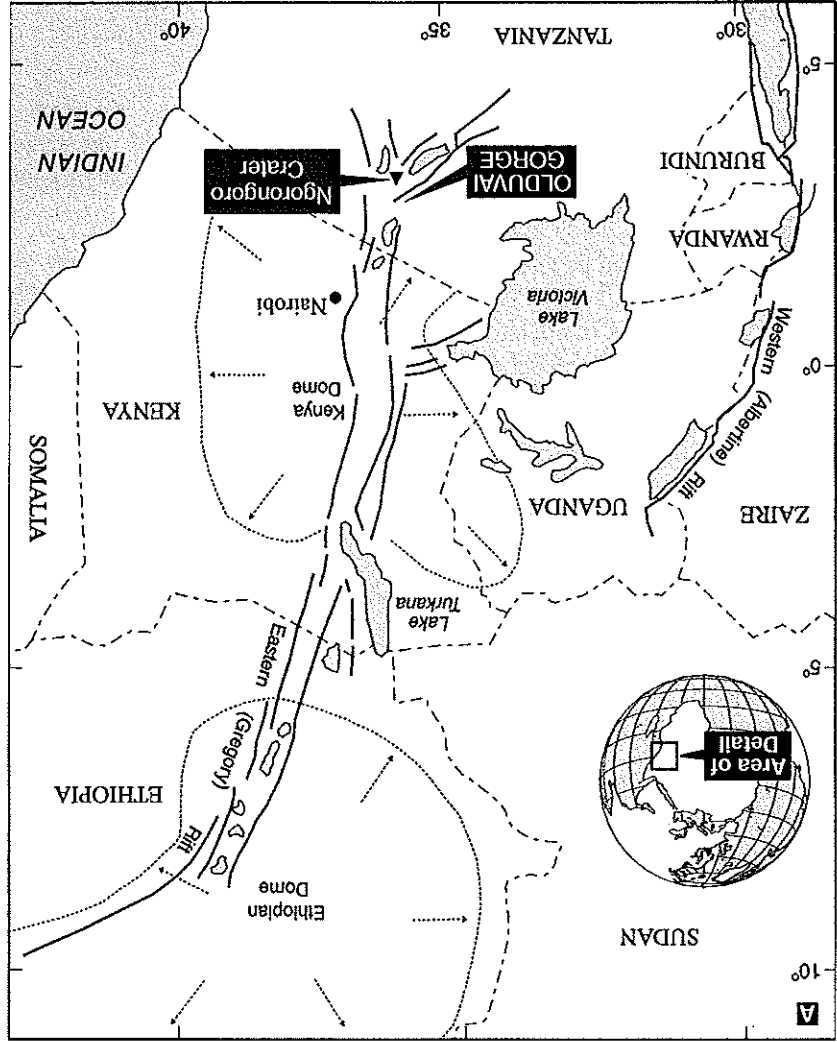 A
10°
SUDAN
Ethiopian
Dome
Area of
Detail
ETHIOPIA
Eastern (Gregory) Rift
5°
Lake
Turkana
ZAIRE
UGANDA
SOMALIA
KENYA
Western (Albertine) Rift
Kenya
Dome
0°
Lake
Victoria
Nairobi
RWANDA
BURUNDI
OLDUVAI
GORGE
Ngorongoro
Crater
INDIAN
OCEAN
5°
TANZANIA
30°
35°
40°